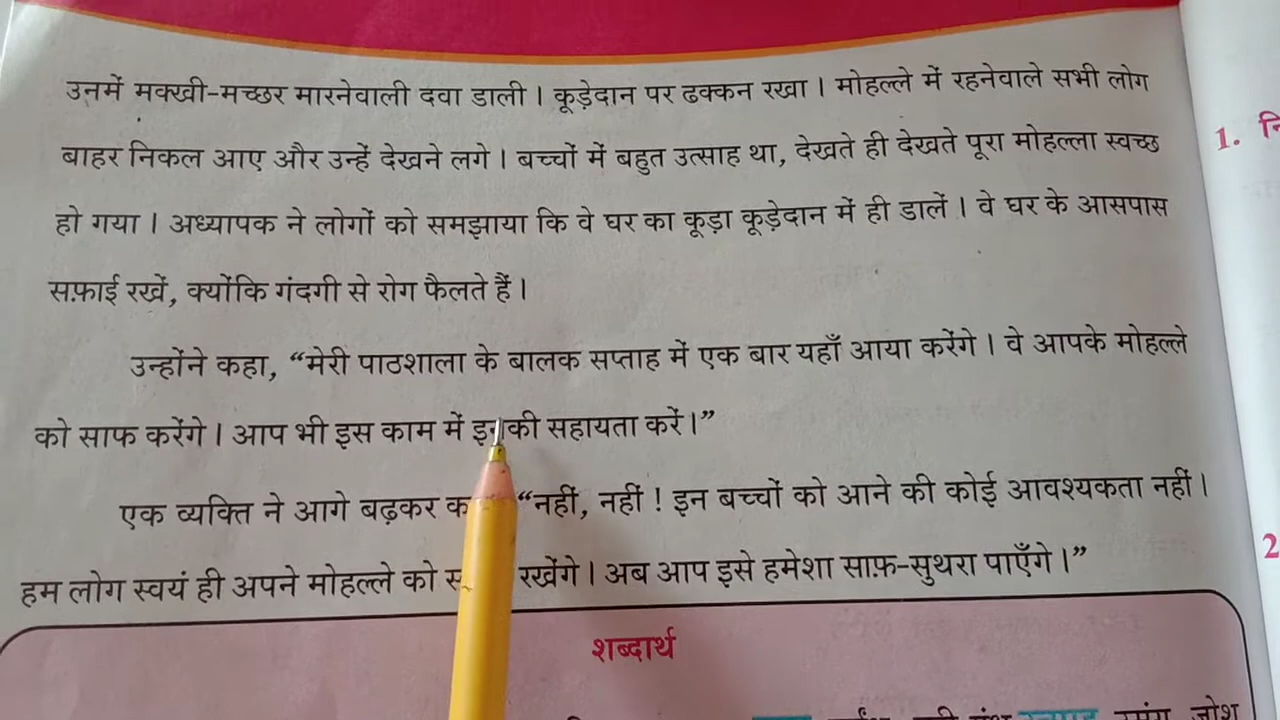 उनमें मक्खी-मच्छर मारनेवाली दवा डाली । कूड़ेदान पर ढक्कन रखा । मोहल्ले में रहनेवाले सभी लोग
बाहर निकल आए और उन्हें देखने लगे । बच्चों में बहुत उत्साह था, देखते ही देखते पूरा मोहल्ला स्वच्छ
हो गया । अध्यापक ने लोगों को समझाया कि वे घर का कूड़ा कूड़ेदान में ही डालें । वे घर के आसपास
सफ़ाई रखें, क्योंकि गंदगी से रोग फैलते हैं ।
उन्होंने कहा, “मेरी पाठशाला के बालक सप्ताह में एक बार यहाँ आया करेंगे । वे आपके मोहल्ले
को साफ करेंगे । आप भी इस काम में इनकी सहायता करें ।”
एक व्यक्ति ने आगे बढ़कर “नहीं, नहीं ! इन बच्चों को आने की कोई आवश्यकता नहीं ।
हम लोग स्वयं ही अपने मोहल्ले को रखेंगे । अब आप इसे हमेशा साफ़-सुथरा पाएँगे ।”
शब्दार्थ
1.
2